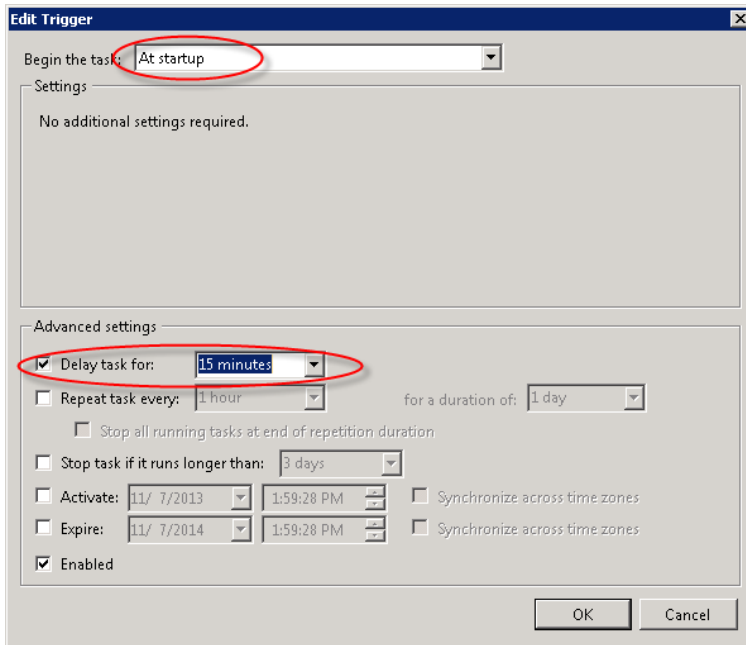 Edit Trigger
Begin the task: At startup
Settings
No additional settings required.
Advanced settings
Delay task for: 15 minutes
Repeat task every: 1 hour for a duration of: 1 day
Stop all running tasks at end of repetition duration
Stop task if it runs longer than: 3 days
Activate: 11/ 7/2013 1:59:28 PM Synchronize across time zones
Expire: 11/ 7/2014 1:59:28 PM Synchronize across time zones
Enabled
OK Cancel